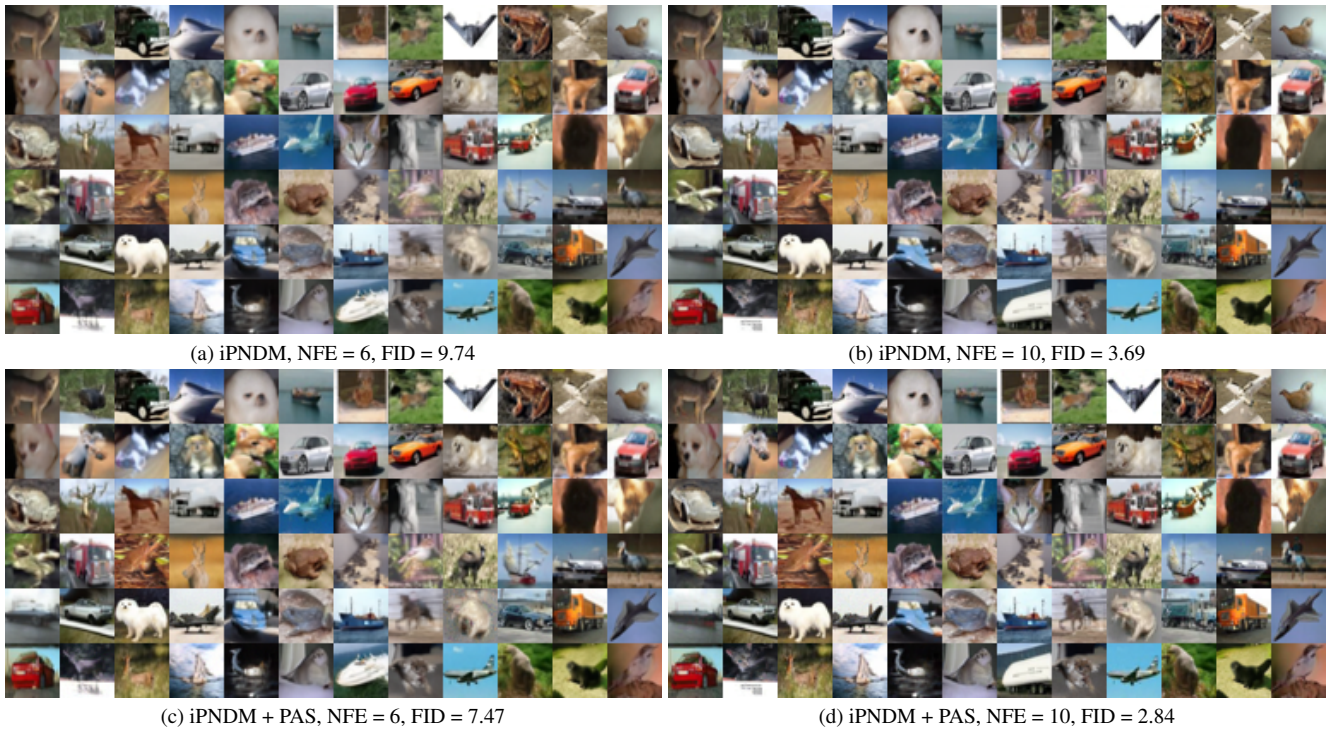 (a) iPNDM, NFE = 6, FID = 9.74
(b) iPNDM, NFE = 10, FID = 3.69
(c) iPNDM + PAS, NFE = 6, FID = 7.47
(d) iPNDM + PAS, NFE = 10, FID = 2.84